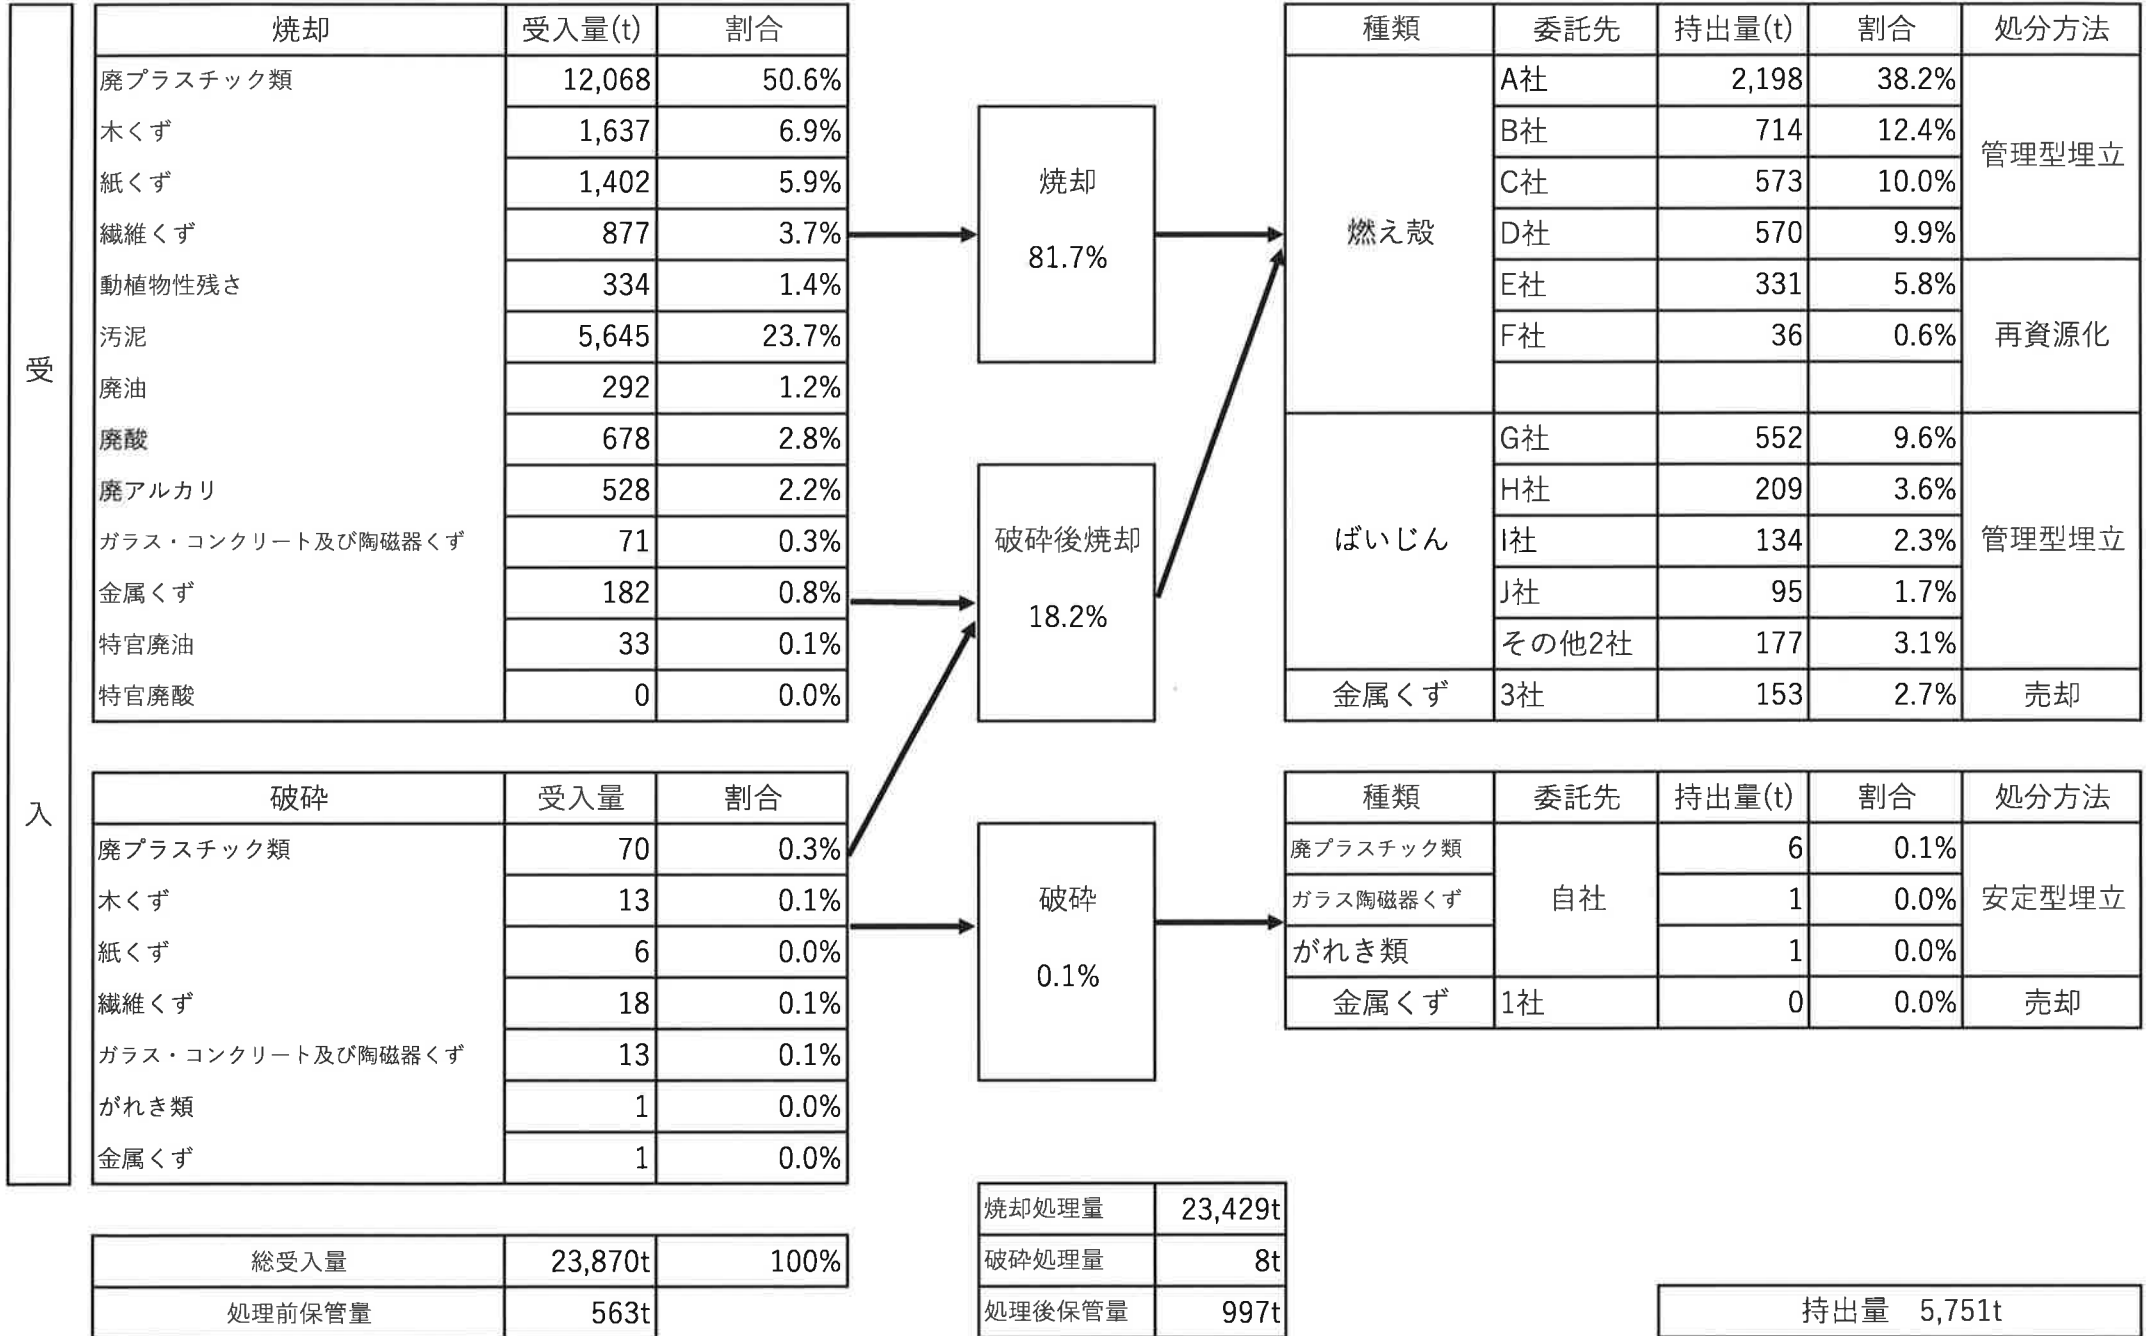 受
入
焼却 受入量(t) 割合
廃プラスチック類 12,068 50.6%
木くず 1,637 6.9%
紙くず 1,402 5.9%
繊維くず 877 3.7%
動植物性残さ 334 1.4%
汚泥 5,645 23.7%
廃油 292 1.2%
廃酸 678 2.8%
廃アルカリ 528 2.2%
ガラス・コンクリート及び陶磁器くず 71 0.3%
金属くず 182 0.8%
特官廃油 33 0.1%
特官廃酸 0 0.0%
破砕 受入量 割合
廃プラスチック類 70 0.3%
木くず 13 0.1%
紙くず 6 0.0%
繊維くず 18 0.1%
ガラス・コンクリート及び陶磁器くず 13 0.1%
がれき類 1 0.0%
金属くず 1 0.0%
総受入量 23,870t 100%
処理前保管量 563t
焼却
81.7%
破砕後焼却
18.2%
破砕
0.1%
焼却処理量 23,429t
破砕処理量 8t
処理後保管量 997t
種類 委託先 持出量(t) 割合 処分方法
燃え殻
A社 2,198 38.2%
B社 714 12.4%
C社 573 10.0%
D社 570 9.9%
管理型埋立
E社 331 5.8%
F社 36 0.6%
再資源化
ばいじん
G社 552 9.6%
H社 209 3.6%
I社 134 2.3%
J社 95 1.7%
その他2社 177 3.1%
管理型埋立
金属くず 3社 153 2.7% 売却
種類 委託先 持出量(t) 割合 処分方法
廃プラスチック類 6 0.1%
ガラス陶磁器くず 自社 1 0.0% 安定型埋立
がれき類 1 0.0%
金属くず 1社 0 0.0% 売却
持出量 5,751t